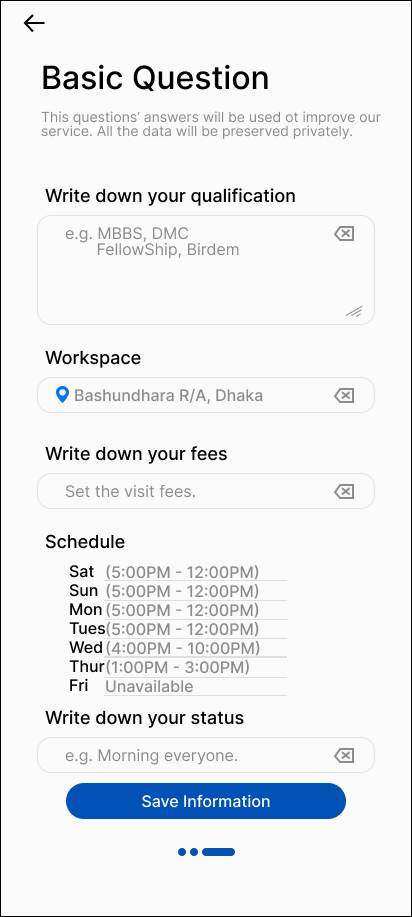 Basic Question
This questions' answers will be used ot improve our
service. All the data will be preserved privately.
Write down your qualification
e.g. MBBS, DMC
FellowShip, Birdem
Workspace
Bashundhara R/A, Dhaka
Write down your fees
Set the visit fees.
Schedule
Sat (5:00PM - 12:00PM)
Sun (5:00PM - 12:00PM)
Mon (5:00PM - 12:00PM)
Tues(5:00PM - 12:00PM)
Wed (4:00PM - 10:00PM)
Thur(1:00PM - 3:00PM)
Fri Unavailable
Write down your status
e.g. Morning everyone.
Save Information